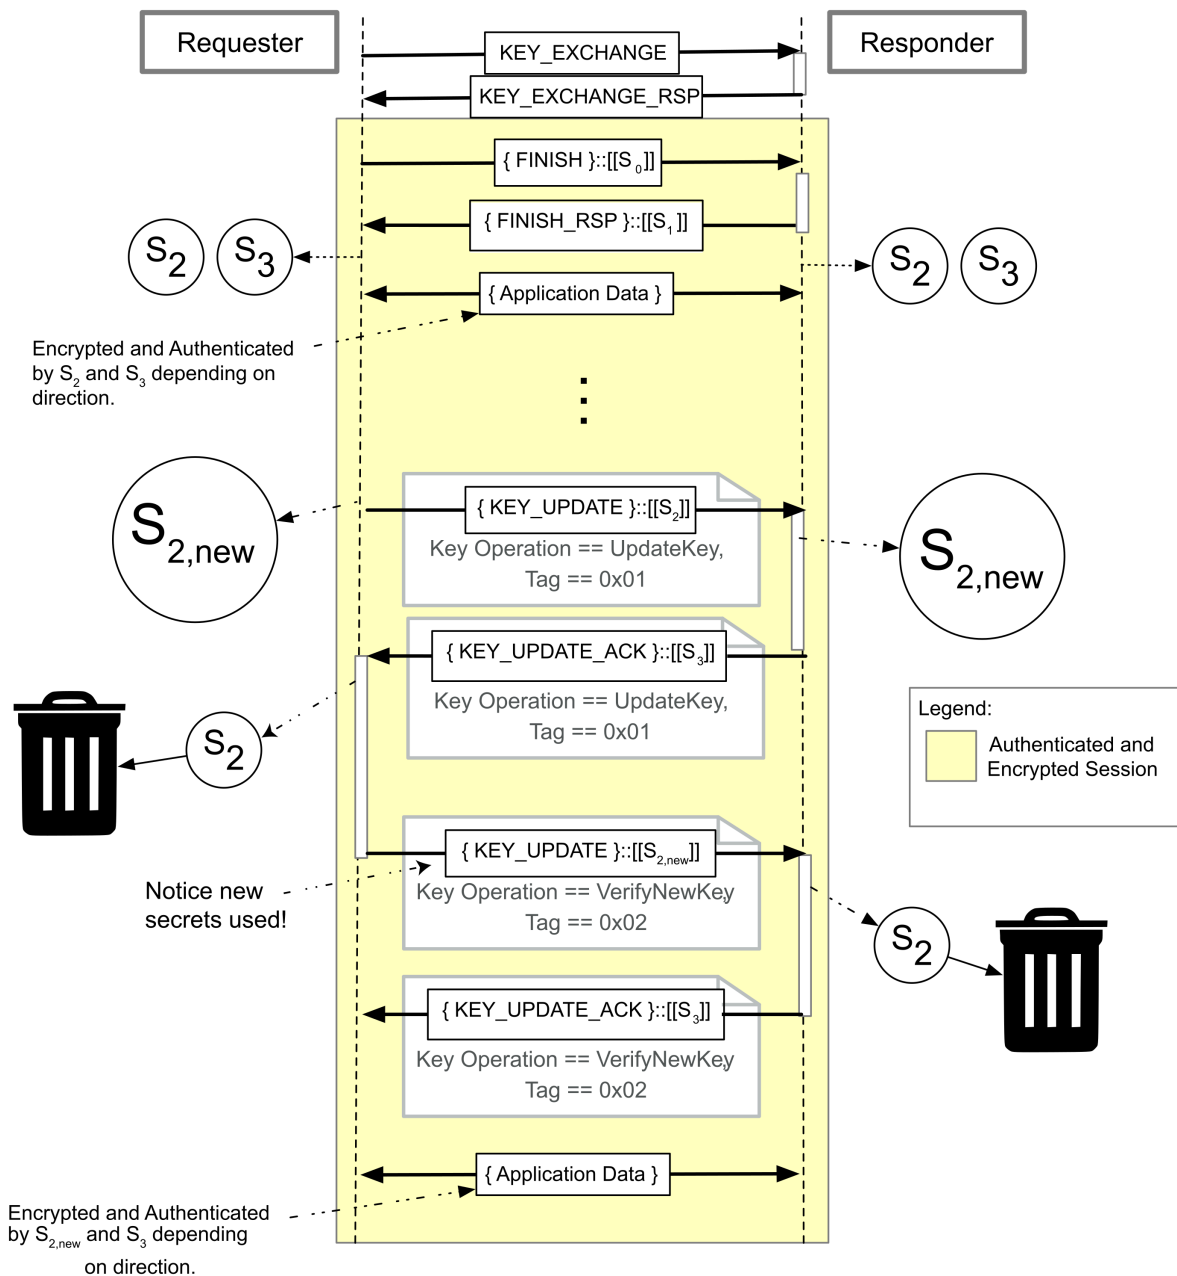 Requester
Responder
KEY_EXCHANGE
KEY_EXCHANGE_RSP
{ FINISH }::[[S0]]
{ FINISH_RSP }::[[S1]]
S2
S3
S2
S3
{ Application Data }
Encrypted and Authenticated
by S2 and S3 depending on
direction.
S2,new
{ KEY_UPDATE }::[[S2]]
Key Operation == UpdateKey,
Tag == 0x01
S2,new
{ KEY_UPDATE_ACK }::[[S3]]
Key Operation == UpdateKey,
Tag == 0x01
S2
Legend:
Authenticated and
Encrypted Session
{ KEY_UPDATE }::[[S2,new]]
Key Operation == VerifyNewKey,
Tag == 0x02
Notice new
secrets used!
S2
{ KEY_UPDATE_ACK }::[[S3]]
Key Operation == VerifyNewKey,
Tag == 0x02
{ Application Data }
Encrypted and Authenticated
by S2,new and S3 depending
on direction.